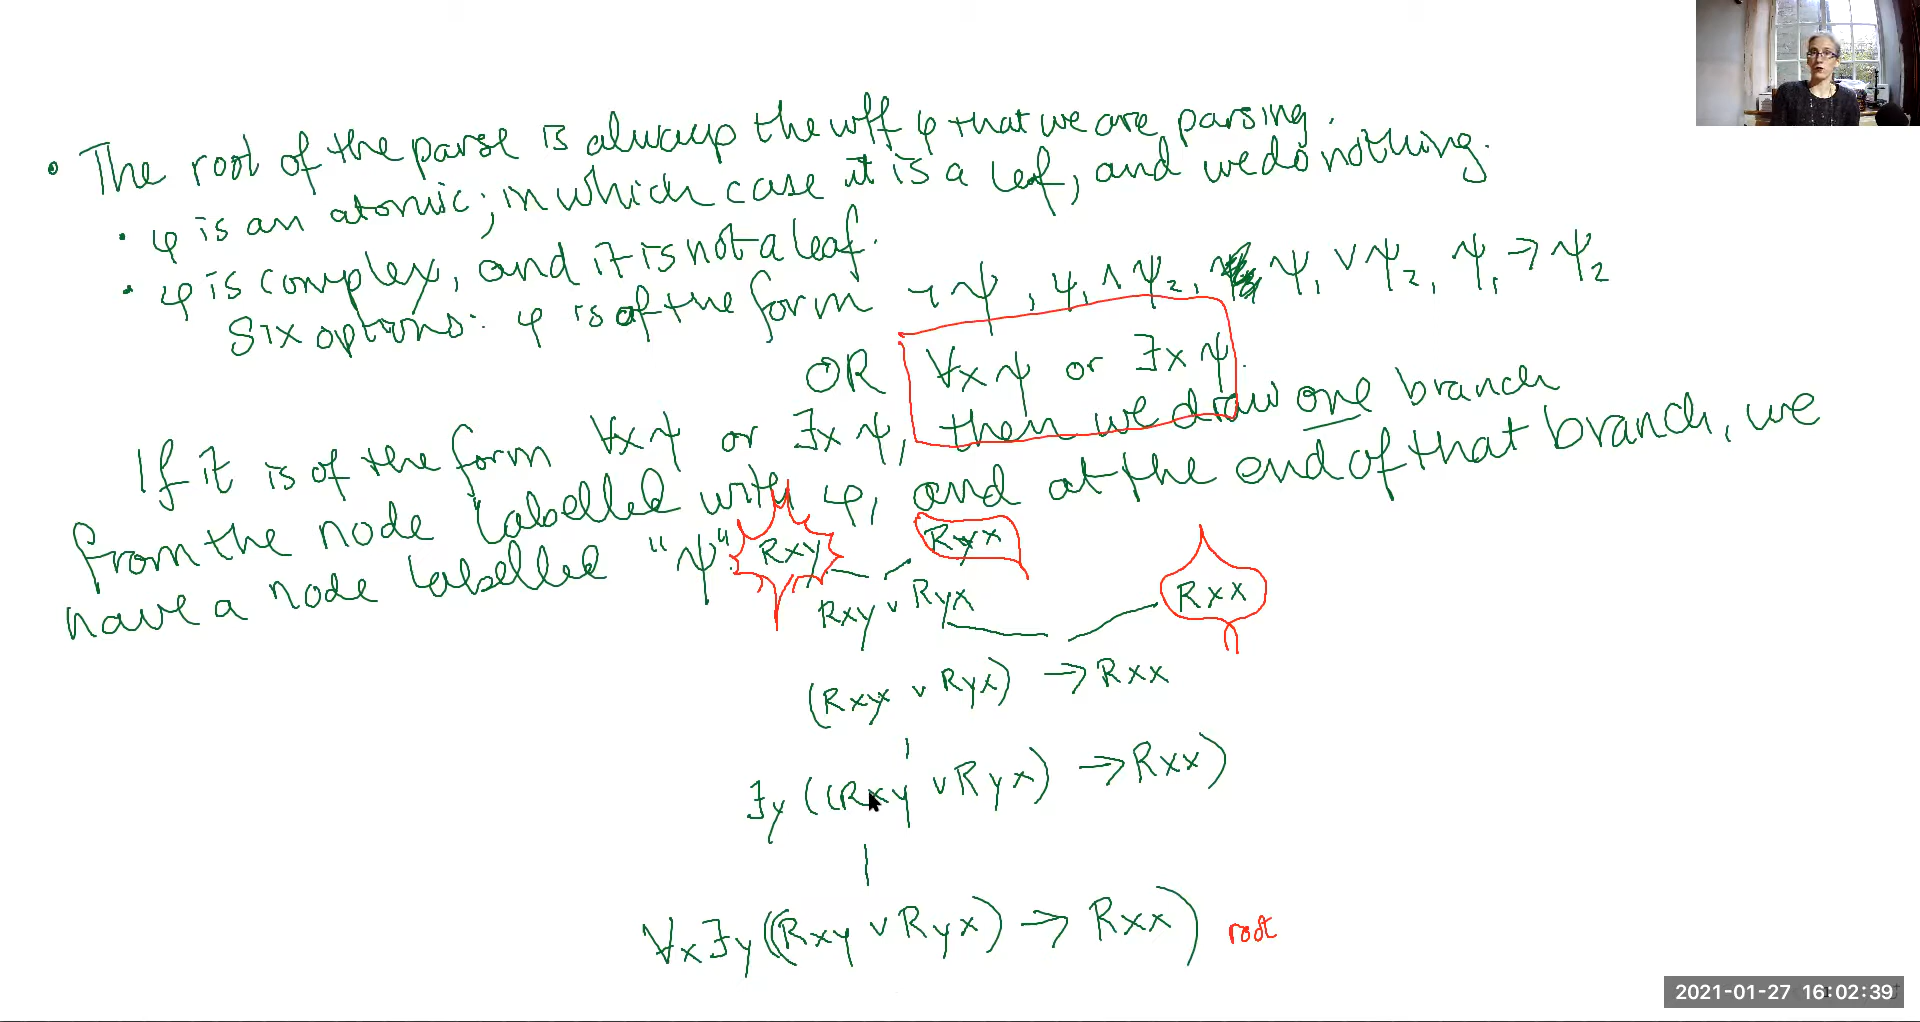 • The root of the parse is always the wff φ that we are parsing.
• φ is an atomic; in which case it is a leaf, and we do nothing.
• φ is complex, and it is not a leaf.
Six options: φ is of the form ¬ψ, ψ₁ ∧ ψ₂, ψ₁ ∨ ψ₂, ψ₁ → ψ₂
OR ∀xψ or ∃xψ.
If it is of the form ∀xψ or ∃xψ, then we draw one branch
from the node labelled with φ, and at the end of that branch, we
have a node labelled "ψ"
Rxy Ryx
Rxy ∨ Ryx Rxx
(Rxy ∨ Ryx) → Rxx
∃y ((Rxy ∨ Ryx) → Rxx)
∀x∃y((Rxy ∨ Ryx) → Rxx) root
2021-01-27 16:02:39